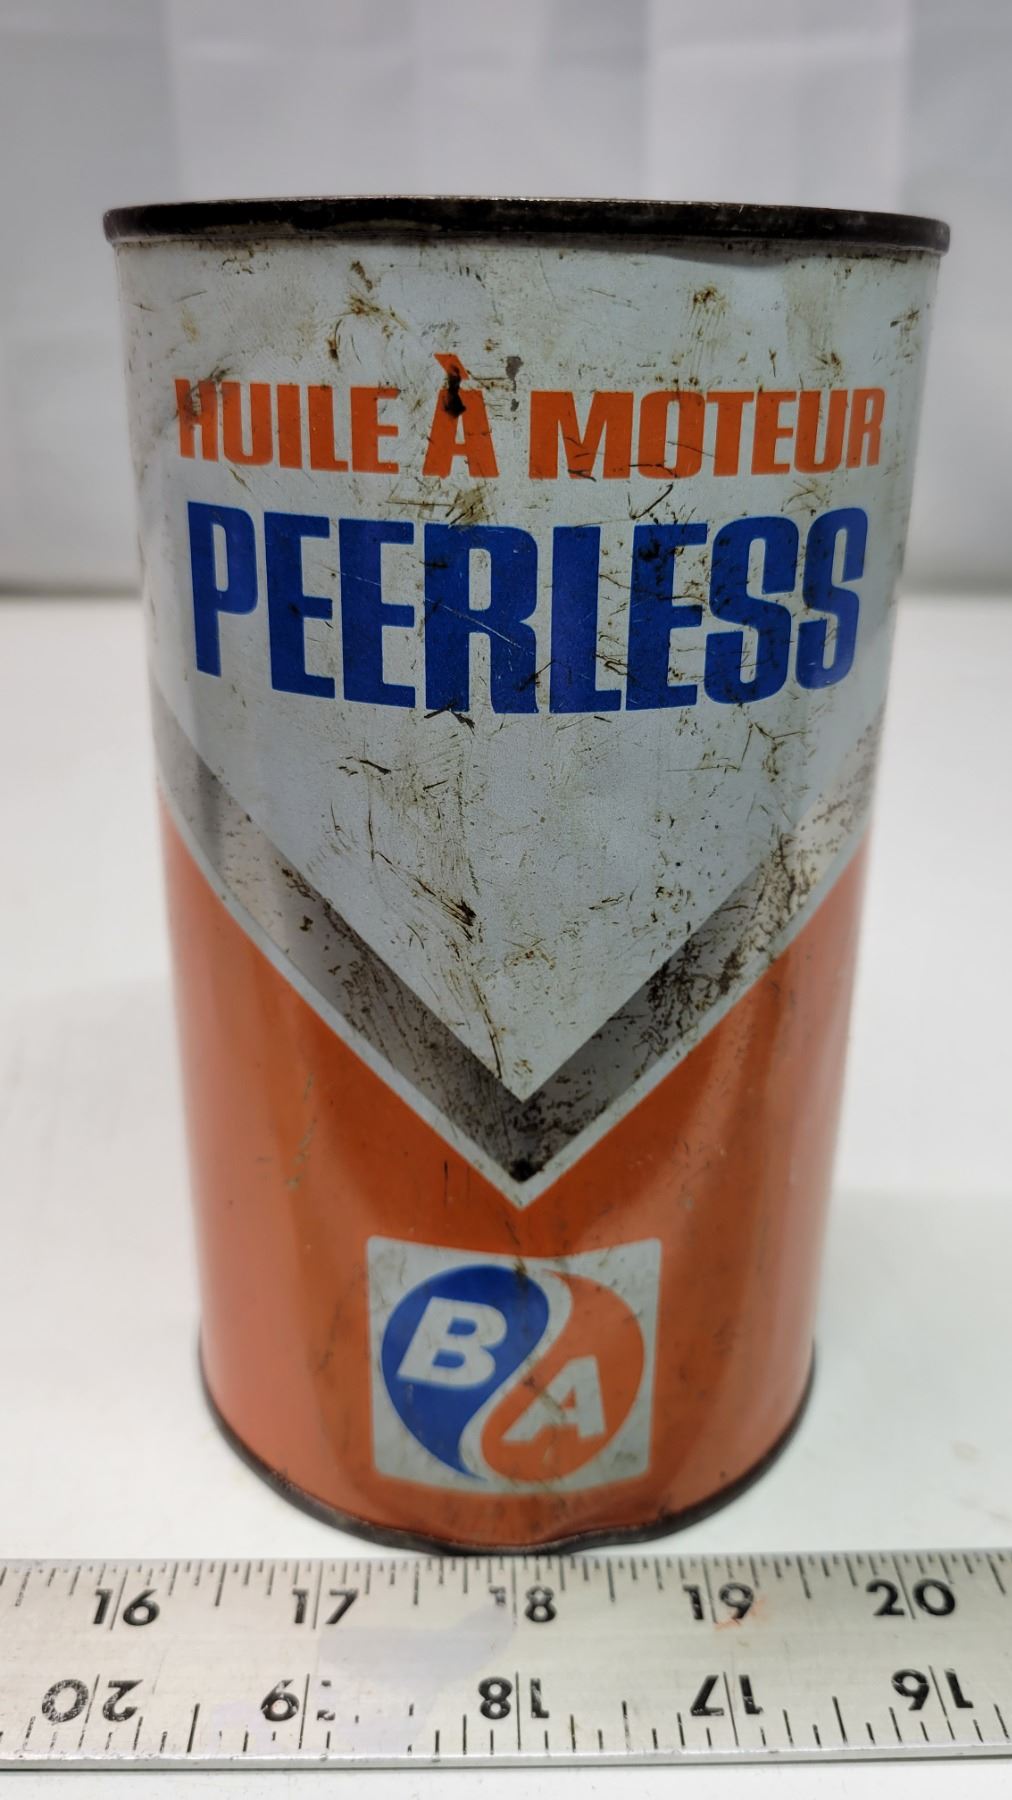 HUILE À MOTEUR
PEERLESS
BA
16 17 18 19 20
20 19 18 17 16